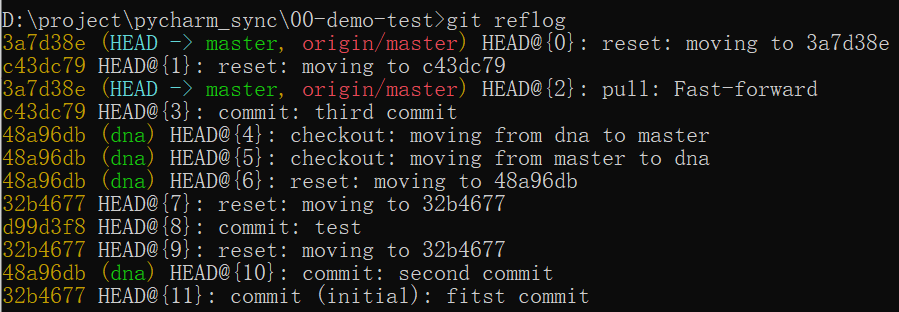 D:\project\pycharm_sync\00-demo-test>git reflog
3a7d38e (HEAD -> master, origin/master) HEAD@{0}: reset: moving to 3a7d38e
c43dc79 HEAD@{1}: reset: moving to c43dc79
3a7d38e (HEAD -> master, origin/master) HEAD@{2}: pull: Fast-forward
c43dc79 HEAD@{3}: commit: third commit
48a96db (dna) HEAD@{4}: checkout: moving from dna to master
48a96db (dna) HEAD@{5}: checkout: moving from master to dna
48a96db (dna) HEAD@{6}: reset: moving to 48a96db
32b4677 HEAD@{7}: reset: moving to 32b4677
d99d3f8 HEAD@{8}: commit: test
32b4677 HEAD@{9}: reset: moving to 32b4677
48a96db (dna) HEAD@{10}: commit: second commit
32b4677 HEAD@{11}: commit (initial): fitst commit